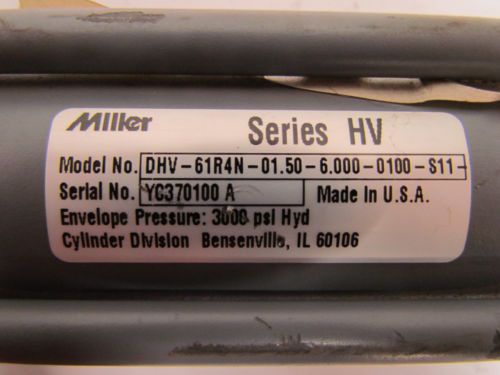 Miller Series HV
Model No. DHV-61R4N-01.50-6.000-0100-S11-
Serial No. YC370100 A Made In U.S.A.
Envelope Pressure: 3000 psi Hyd
Cylinder Division Bensenville, IL 60106